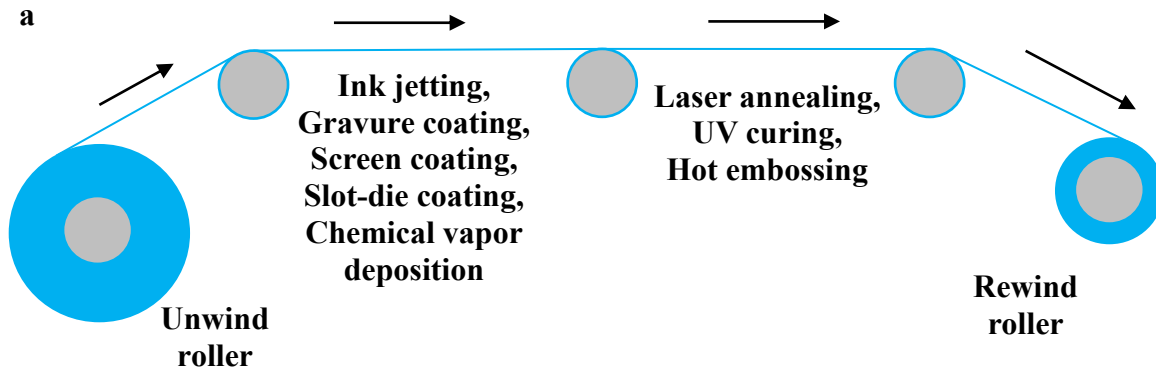 a
Ink jetting,
Gravure coating,
Screen coating,
Slot-die coating,
Chemical vapor
deposition
Laser annealing,
UV curing,
Hot embossing
Unwind
roller
Rewind
roller